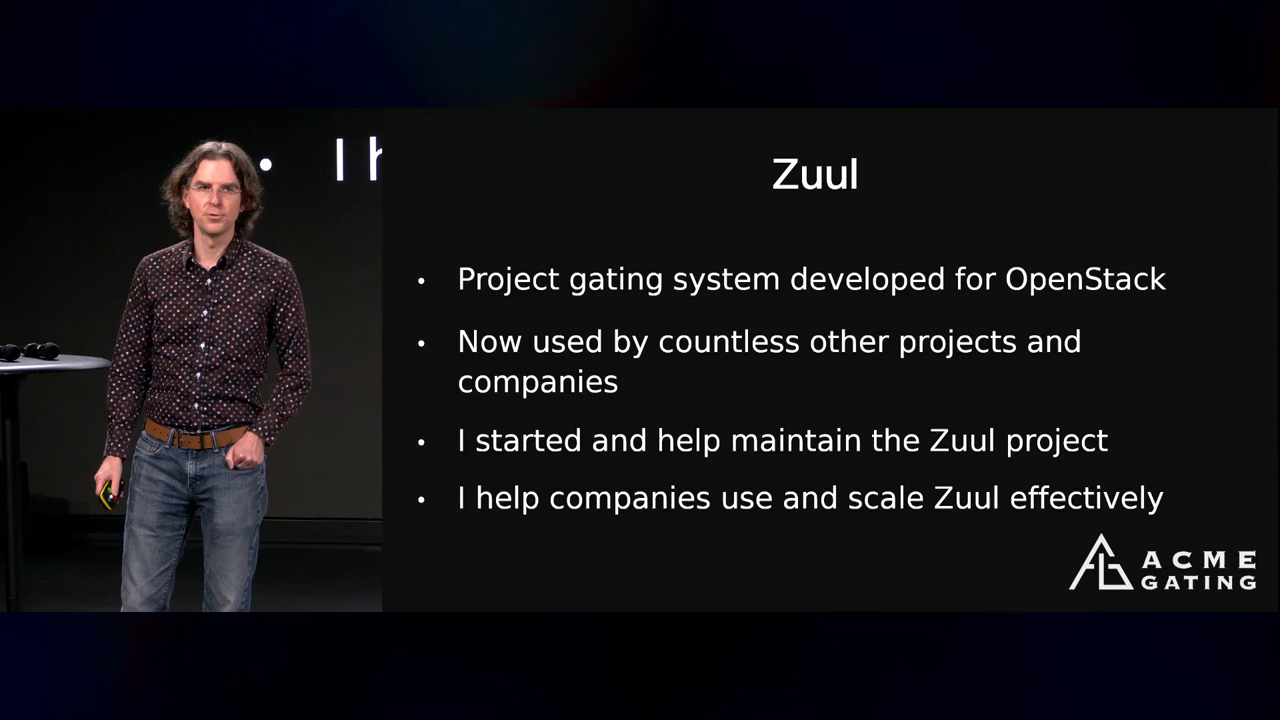 • I h
Zuul
• Project gating system developed for OpenStack
• Now used by countless other projects and
companies
• I started and help maintain the Zuul project
• I help companies use and scale Zuul effectively
ACME
GATING